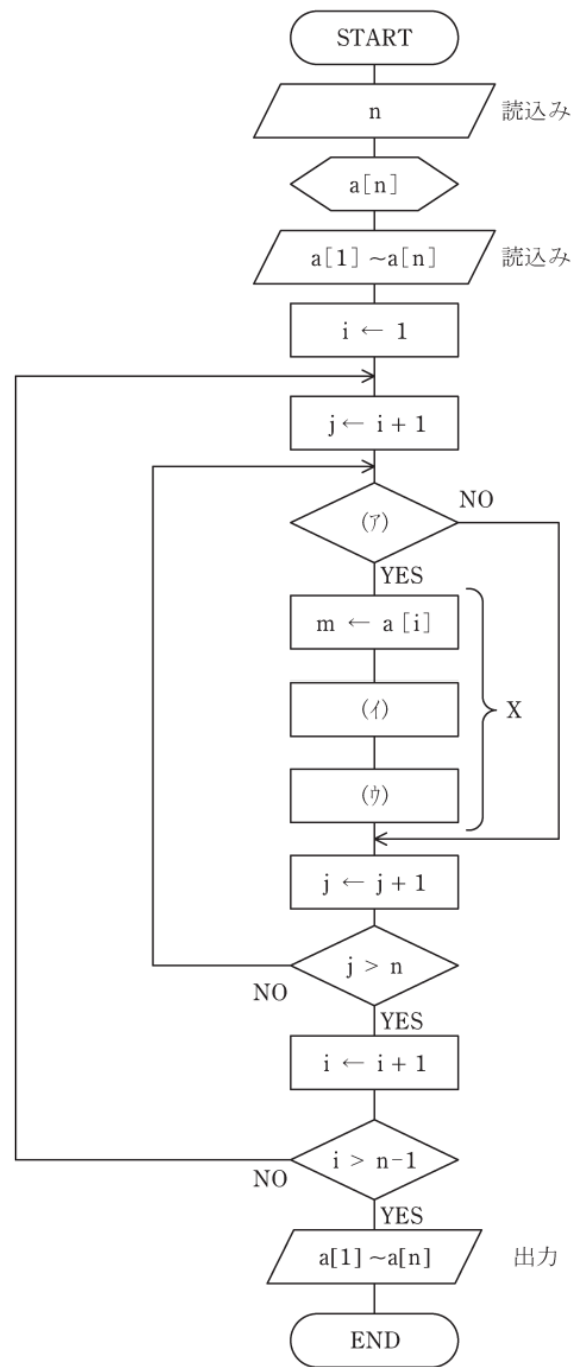 START
n 読込み
a[n]
a[1] ~a[n] 読込み
i ← 1
j ← i + 1
(ア) NO
YES
m ← a [i]
(イ) X
(ウ)
j ← j + 1
j > n
NO
YES
i ← i + 1
i > n-1
NO
YES
a[1] ~a[n] 出力
END